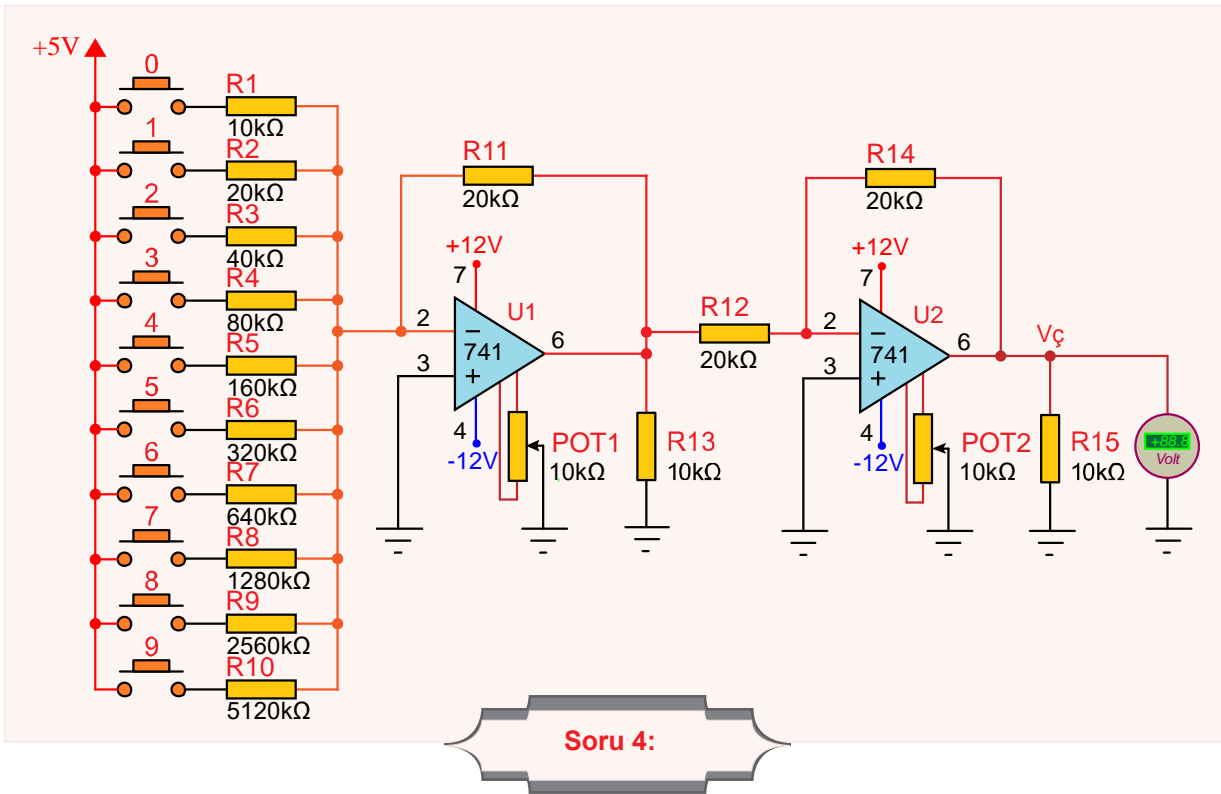 +5V
0
R1
10kΩ
1
R2
20kΩ
2
R3
40kΩ
3
R4
80kΩ
4
R5
160kΩ
5
R6
320kΩ
6
R7
640kΩ
7
R8
1280kΩ
8
R9
2560kΩ
9
R10
5120kΩ
R11
20kΩ
+12V
7
U1
2
−
6
741
3
+
4
-12V
POT1
10kΩ
R12
20kΩ
R13
10kΩ
R14
20kΩ
+12V
7
U2
2
−
6
741
3
+
4
-12V
POT2
10kΩ
Vç
R15
10kΩ
+88.8
Volt
Soru 4: